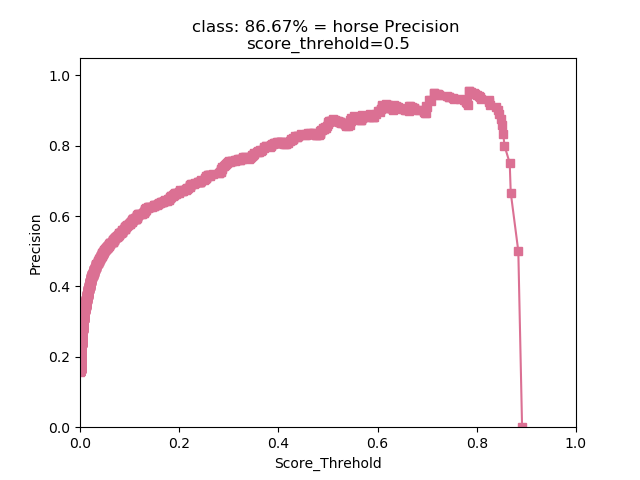 class: 86.67% = horse Precision
score_threhold=0.5
1.0
0.8
0.6
0.4
0.2
0.0
Precision
0.0 0.2 0.4 0.6 0.8 1.0
Score_Threhold